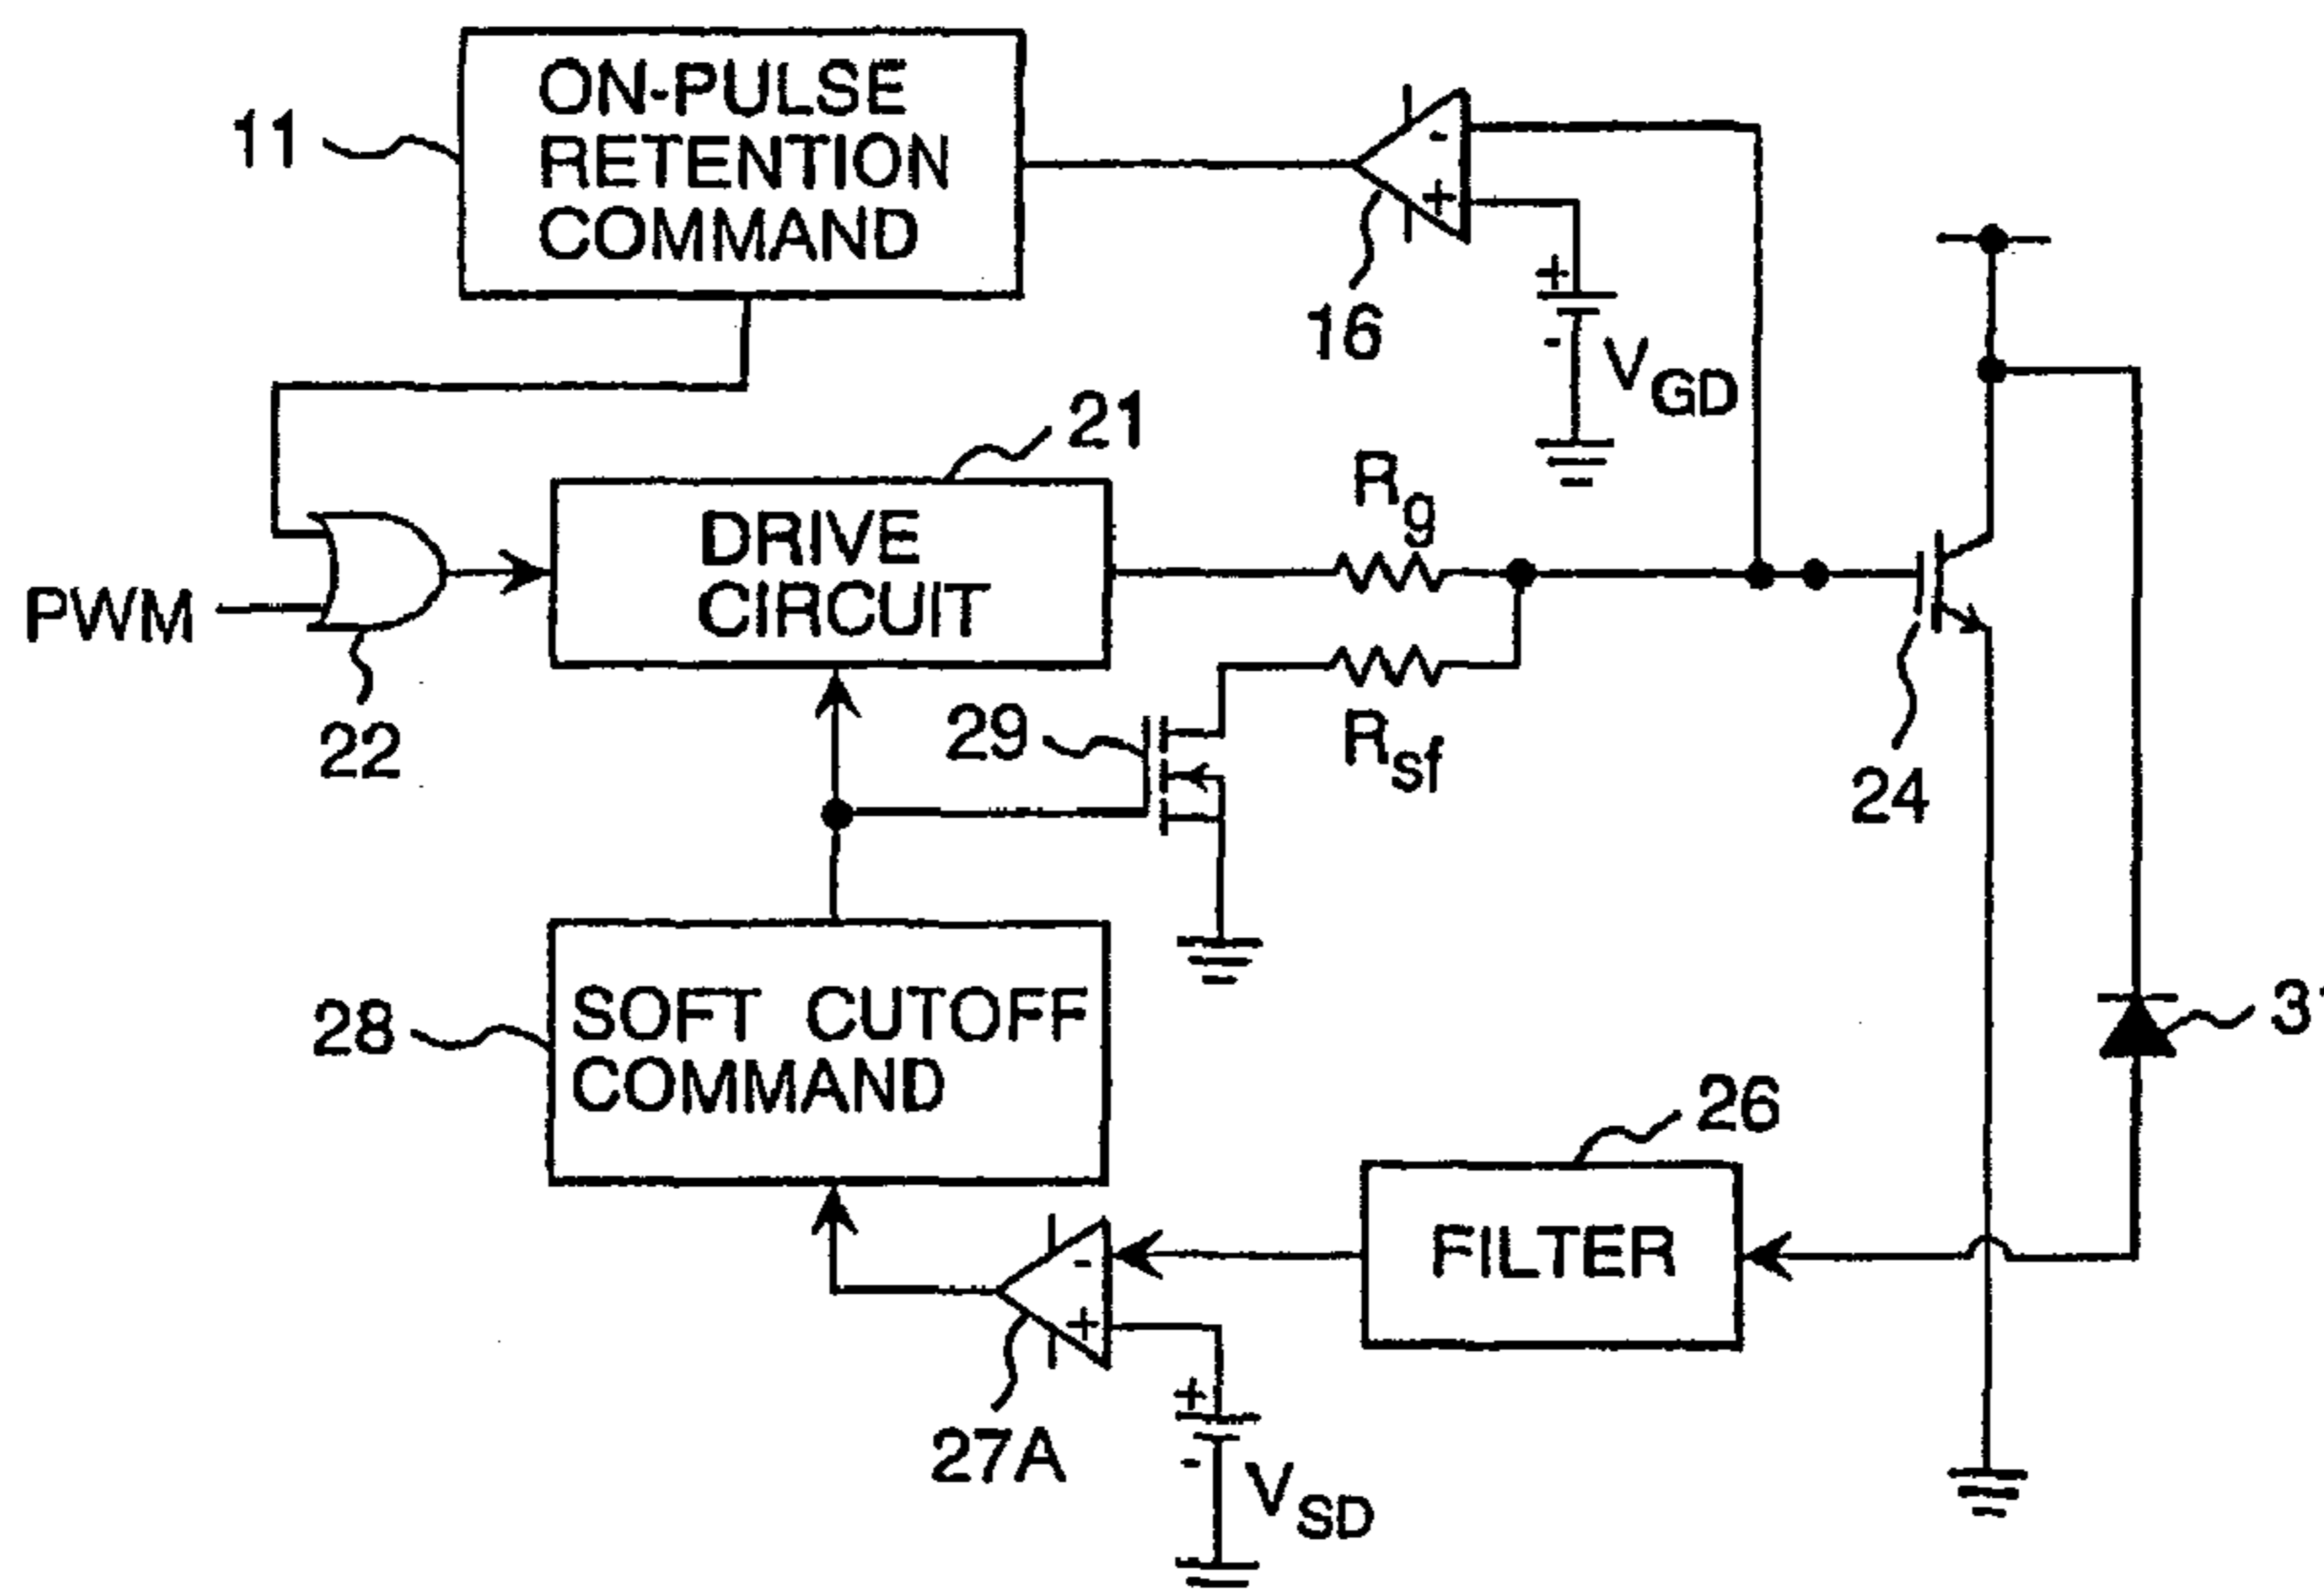 ON-PULSE
RETENTION
COMMAND
11
-
+
16
+
-
VGD
21
DRIVE
CIRCUIT
Rg
PWM
22
29
Rsf
24
SOFT CUTOFF
COMMAND
28
31
26
FILTER
-
+
27A
+
-
VSD